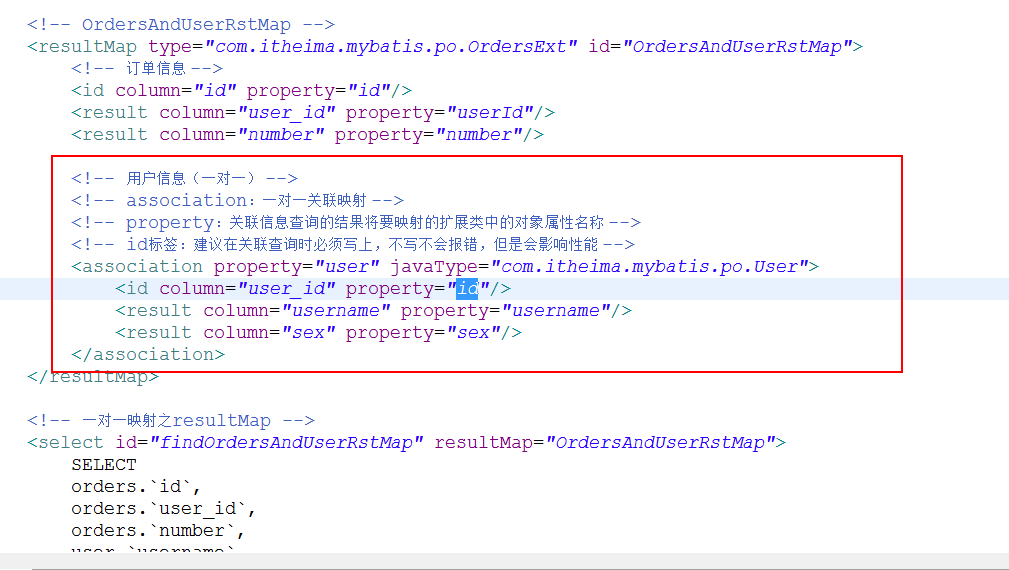 <!-- OrdersAndUserRstMap -->
<resultMap type="com.itheima.mybatis.po.OrdersExt" id="OrdersAndUserRstMap">
<!-- 订单信息 -->
<id column="id" property="id"/>
<result column="user_id" property="userId"/>
<result column="number" property="number"/>
<!-- 用户信息（一对一） -->
<!-- association：一对一关联映射 -->
<!-- property：关联信息查询的结果将要映射的扩展类中的对象属性名称 -->
<!-- id标签：建议在关联查询时必须写上，不写不会报错，但是会影响性能 -->
<association property="user" javaType="com.itheima.mybatis.po.User">
<id column="user_id" property="id"/>
<result column="username" property="username"/>
<result column="sex" property="sex"/>
</association>
</resultMap>
<!-- 一对一映射之resultMap -->
<select id="findOrdersAndUserRstMap" resultMap="OrdersAndUserRstMap">
SELECT
orders.`id`,
orders.`user_id`,
orders.`number`,
user.`username`